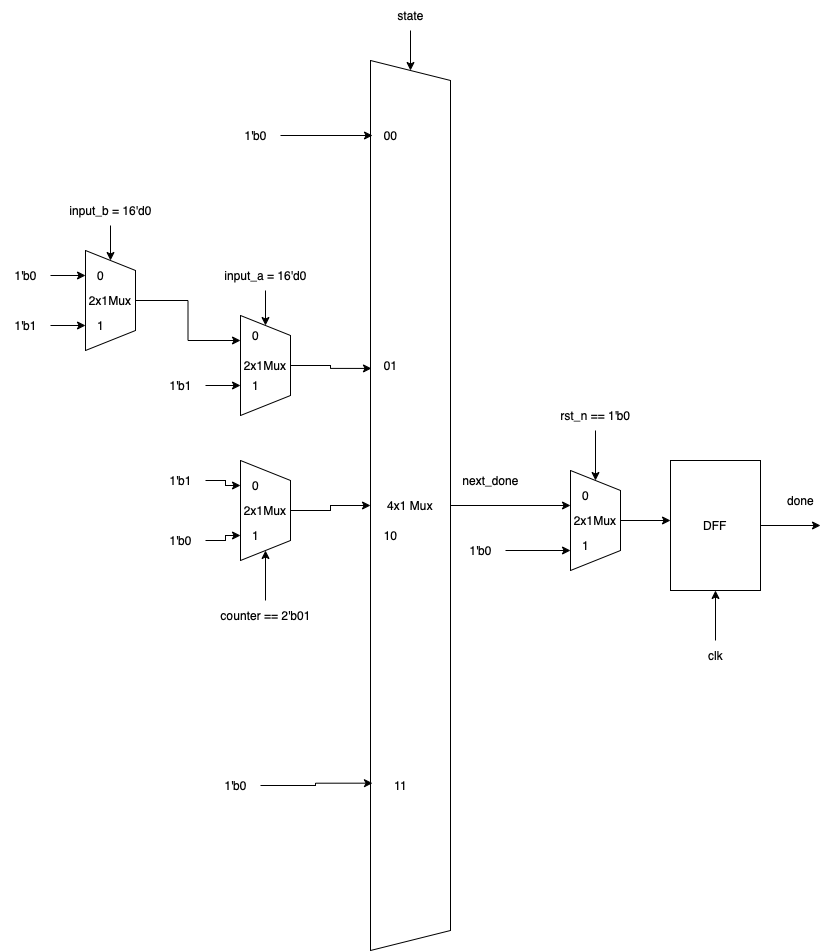 state
1'b0
00
input_b = 16'd0
1'b0
0
2x1Mux
1'b1
1
input_a = 16'd0
0
2x1Mux
1'b1
1
01
1'b1
0
2x1Mux
1'b0
1
counter == 2'b01
4x1 Mux
10
next_done
rst_n == 1'b0
0
2x1Mux
1'b0
1
DFF
done
clk
1'b0
11